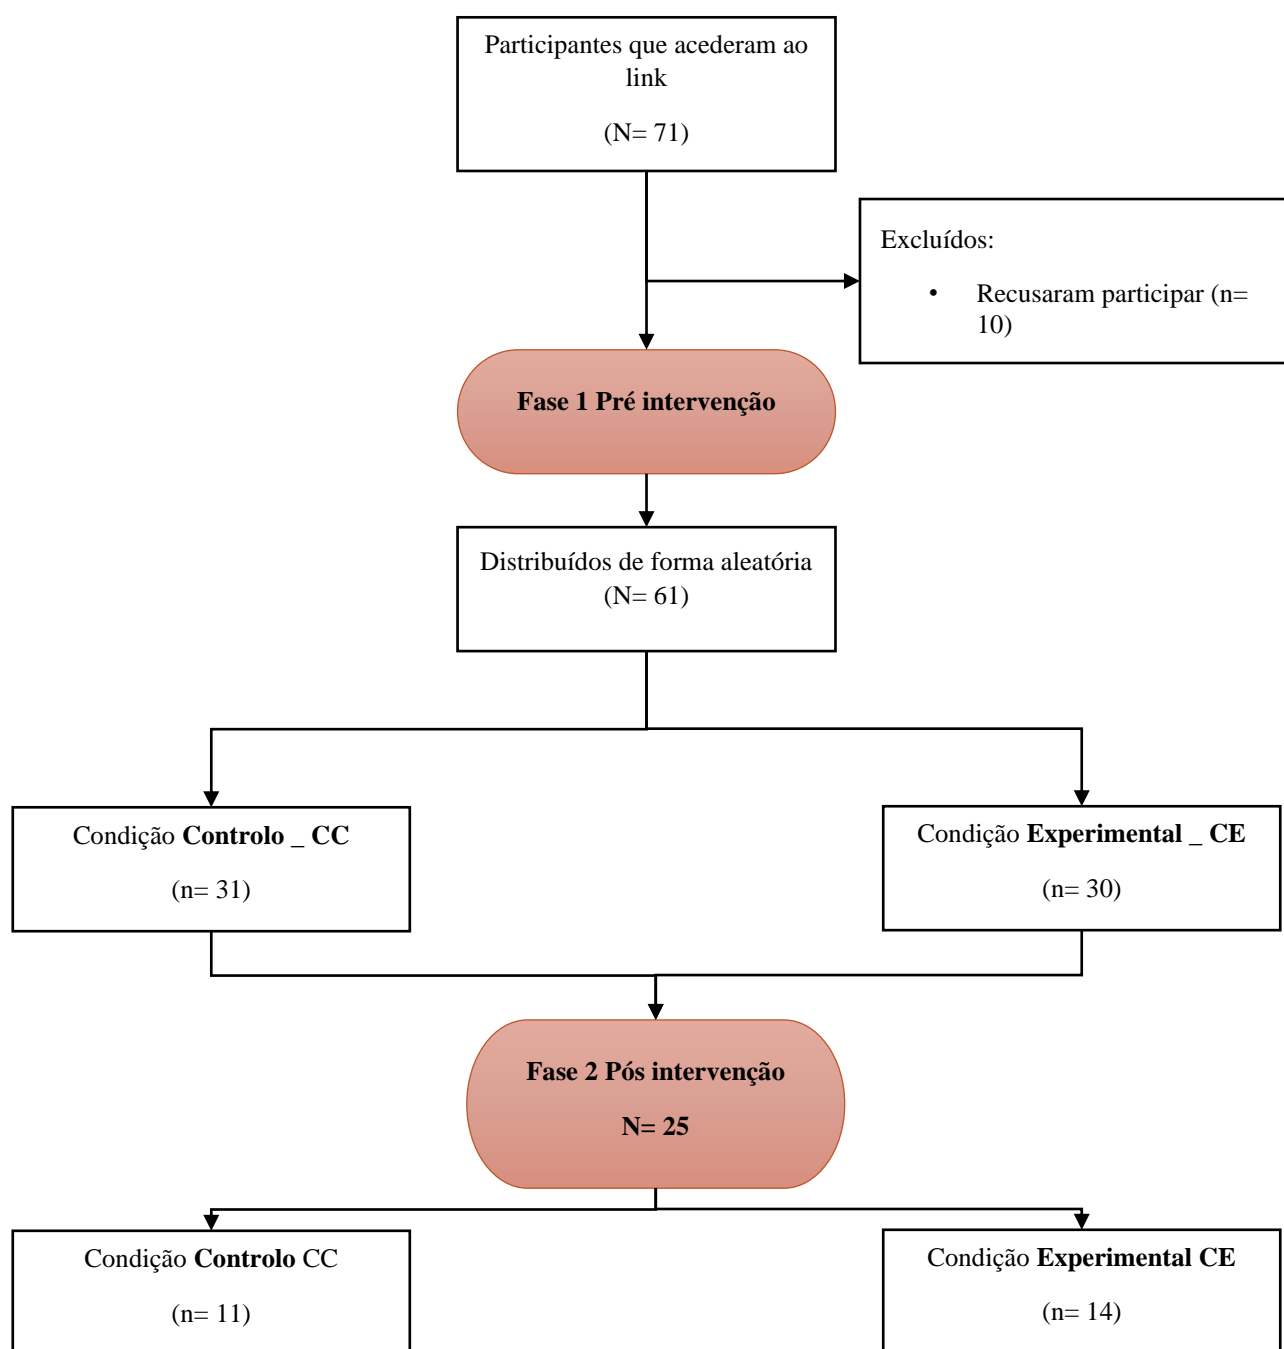 Participantes que acederam ao
link
(N= 71)
Excluídos:
• Recusaram participar (n=
10)
Fase 1 Pré intervenção
Distribuídos de forma aleatória
(N= 61)
Condição Controlo _ CC
(n= 31)
Condição Experimental _ CE
(n= 30)
Fase 2 Pós intervenção
N= 25
Condição Controlo CC
(n= 11)
Condição Experimental CE
(n= 14)